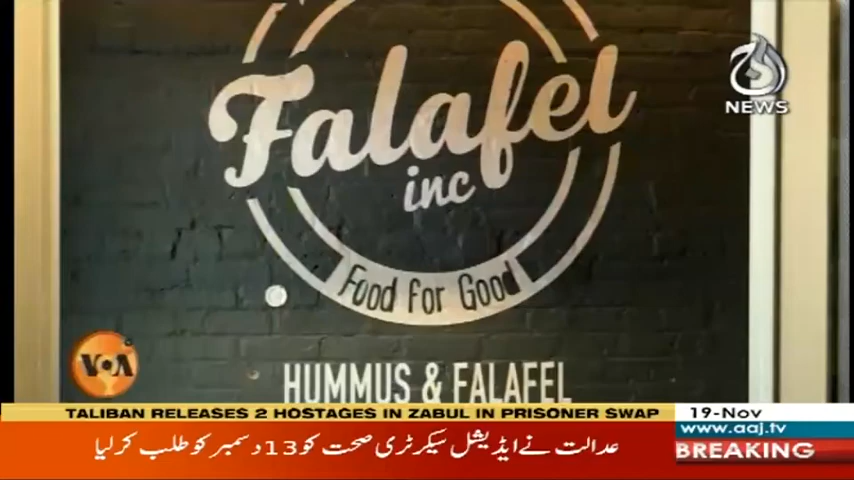 Falafel
inc
Food for Good
HUMMUS & FALAFEL
NEWS
VOA
TALIBAN RELEASES 2 HOSTAGES IN ZABUL IN PRISONER SWAP
19-Nov
www.aaj.tv
BREAKING
عدالت نے ایڈیشل سیکرٹری صحت کو 13 دسمبر کو طلب کرلیا